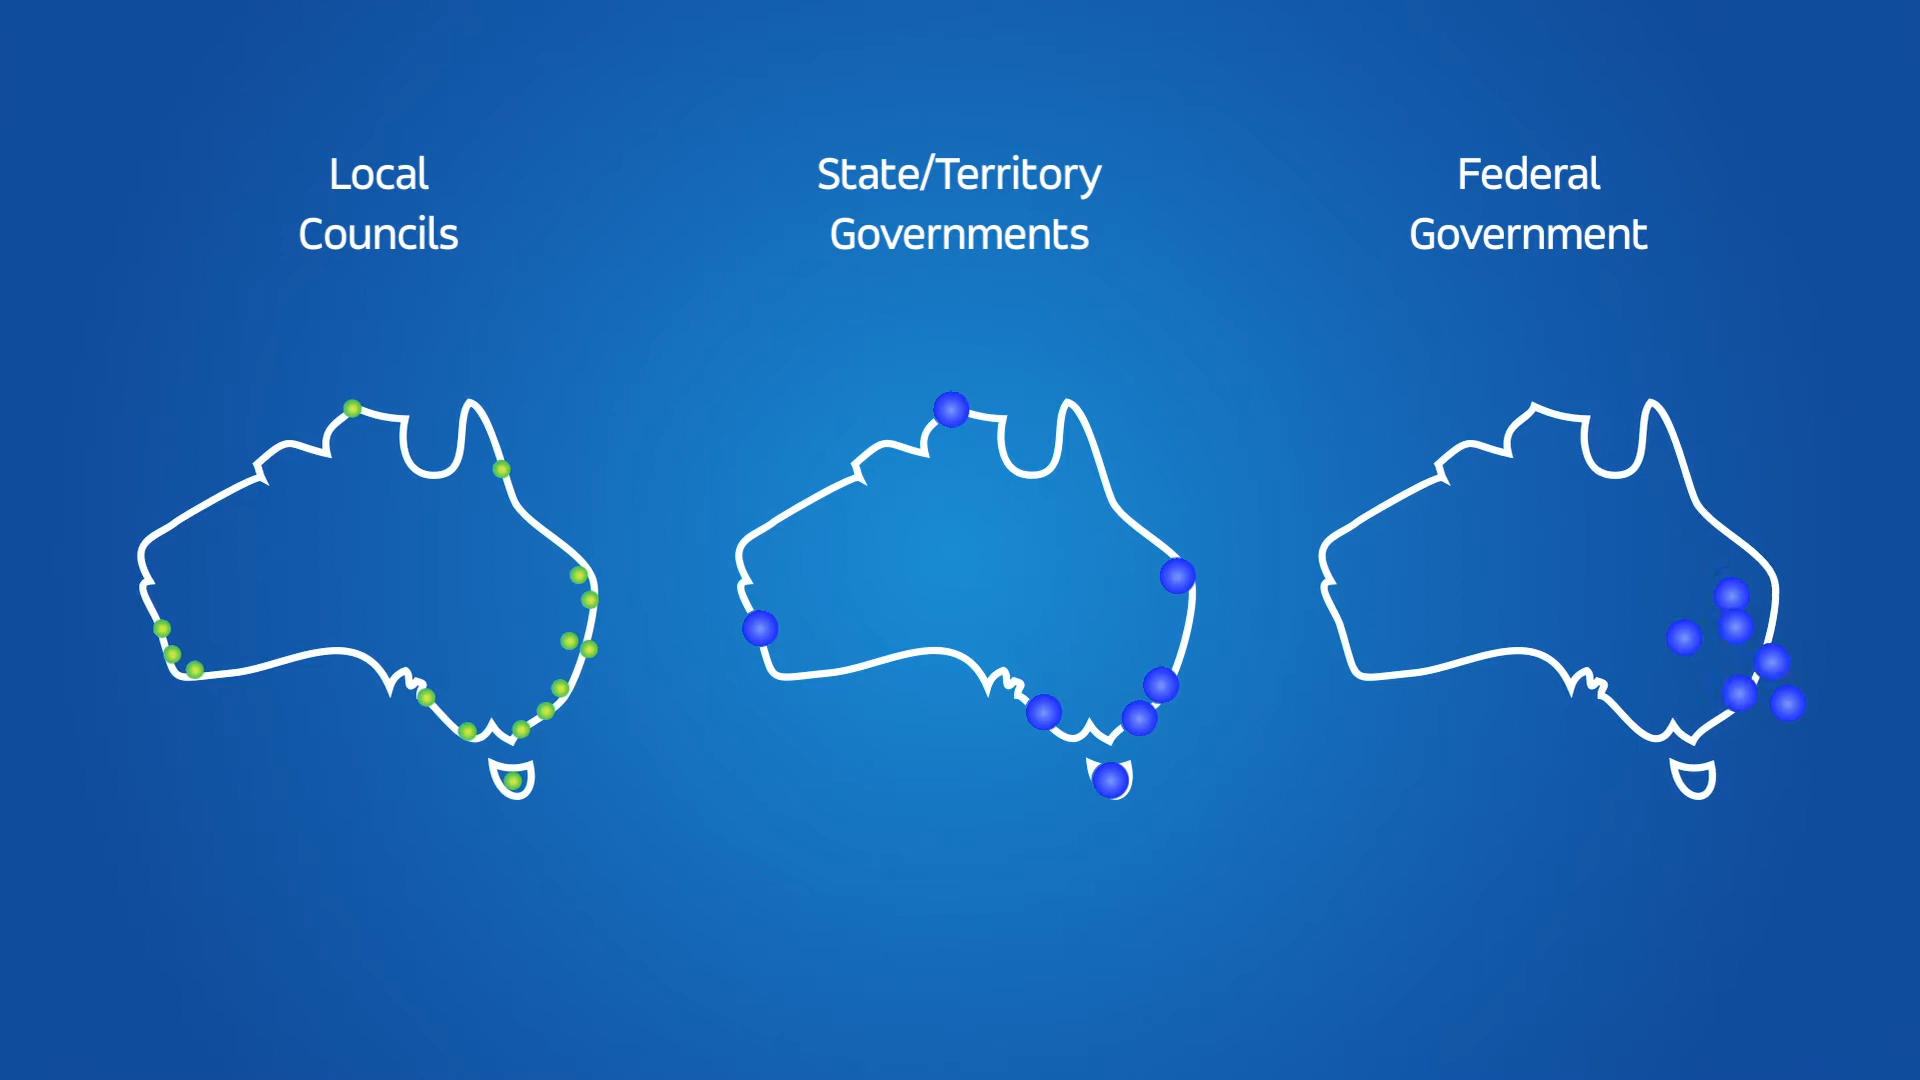 Local
Councils
State/Territory
Governments
Federal
Government